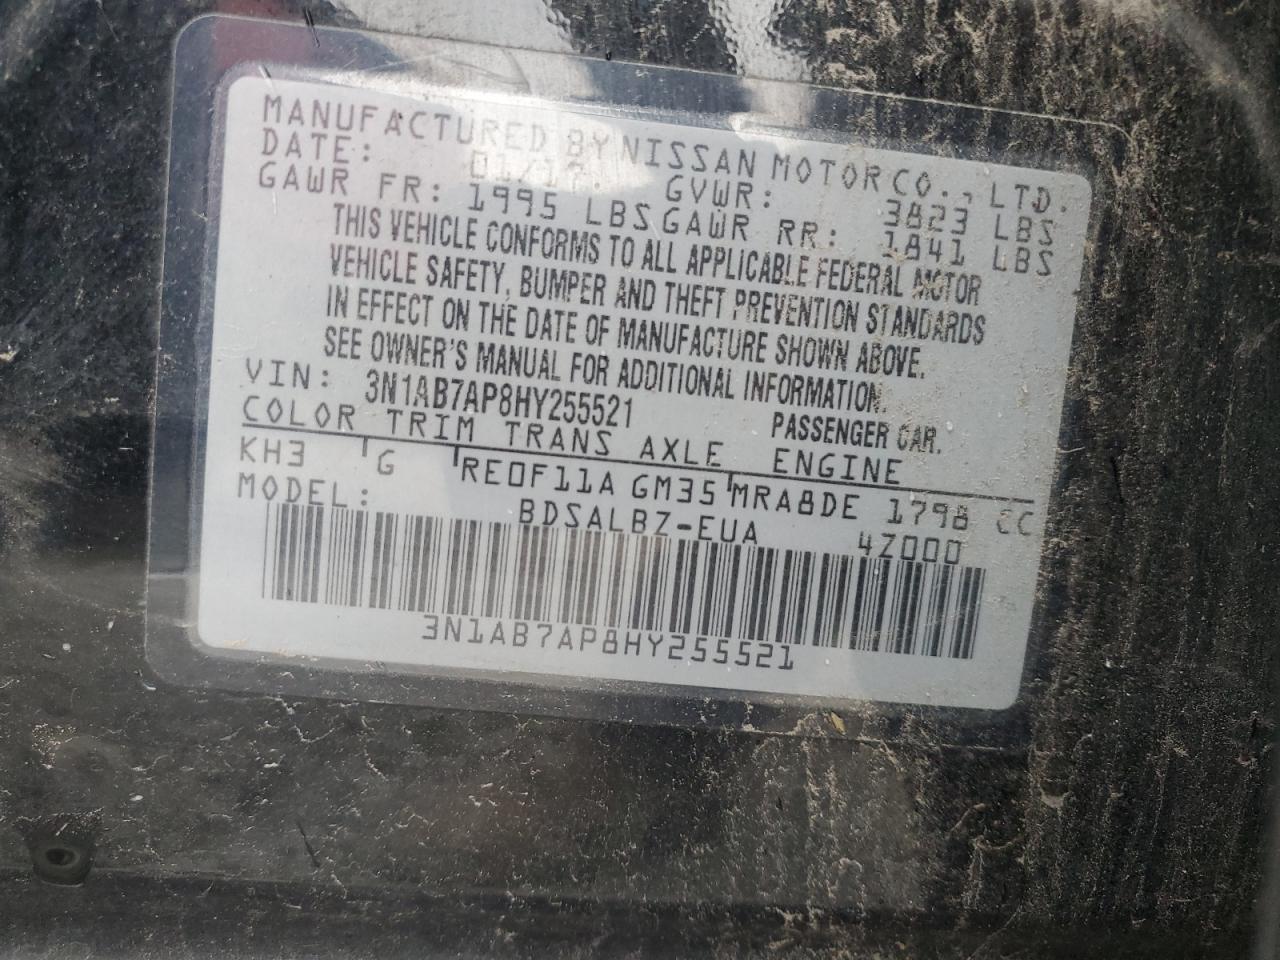 MANUFACTURED BY NISSAN MOTOR CO., LTD.
DATE: 01/17. GVWR: 3823 LBS
GAWR FR: 1995 LBS GAWR RR: 1841 LBS
THIS VEHICLE CONFORMS TO ALL APPLICABLE FEDERAL MOTOR
VEHICLE SAFETY, BUMPER AND THEFT PREVENTION STANDARDS
IN EFFECT ON THE DATE OF MANUFACTURE SHOWN ABOVE.
SEE OWNER'S MANUAL FOR ADDITIONAL INFORMATION.
VIN: 3N1AB7AP8HY255521 PASSENGER CAR.
COLOR TRIM TRANS AXLE ENGINE
KH3 G RE0F11A GM35 MRA8DE 1798 CC
MODEL: BDSALBZ-EUA 4Z000
3N1AB7AP8HY255521